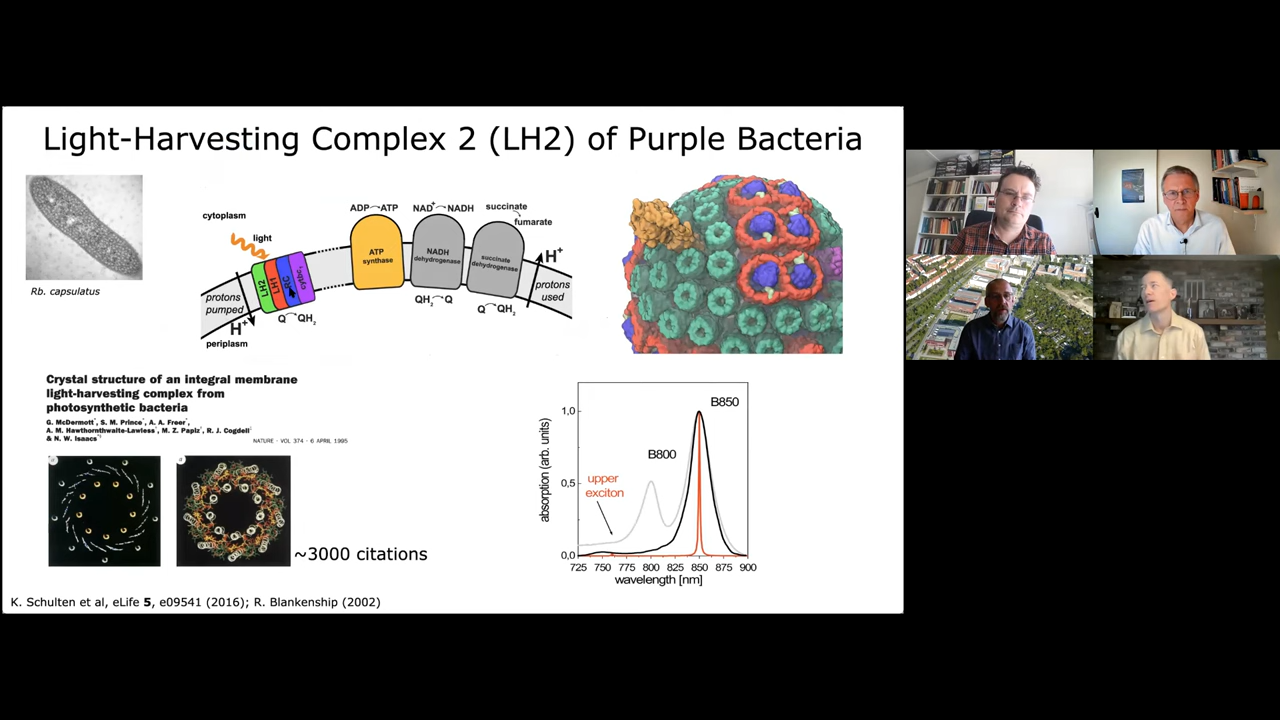 Light-Harvesting Complex 2 (LH2) of Purple Bacteria
Rb. capsulatus
cytoplasm
light
LH2
LH1
RC
cytbc₁
protons
pumped
H⁺
periplasm
Q → QH₂
ADP → ATP
ATP
synthase
NAD⁺ → NADH
NADH
dehydrogenase
QH₂ → Q
succinate
fumarate
succinate
dehydrogenase
Q → QH₂
H⁺
protons
used
Crystal structure of an integral membrane
light-harvesting complex from
photosynthetic bacteria
G. McDermott*, S. M. Prince*, A. A. Freer*,
A. M. Hawthornthwaite-Lawless*, M. Z. Papiz*, R. J. Cogdell†
& N. W. Isaacs*†
NATURE · VOL 374 · 6 APRIL 1995
a
~3000 citations
absorption (arb. units)
1,0
0,5
0,0
B850
B800
upper
exciton
725 750 775 800 825 850 875 900
wavelength [nm]
K. Schulten et al, eLife 5, e09541 (2016); R. Blankenship (2002)